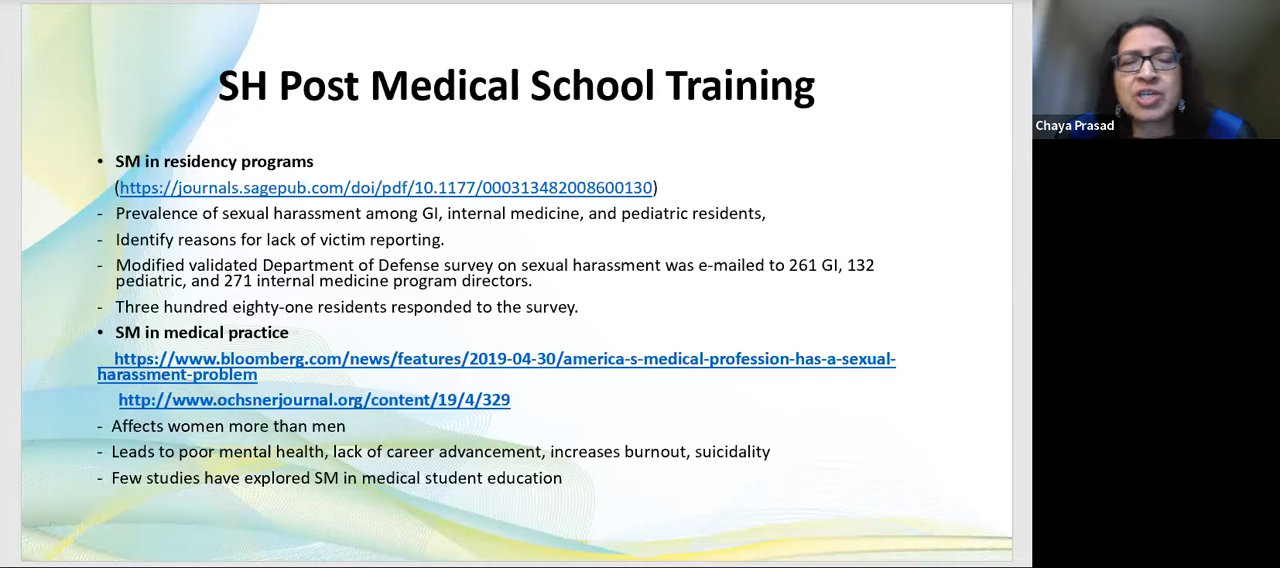 SH Post Medical School Training
• SM in residency programs
(https://journals.sagepub.com/doi/pdf/10.1177/000313482008600130)
- Prevalence of sexual harassment among GI, internal medicine, and pediatric residents,
- Identify reasons for lack of victim reporting.
- Modified validated Department of Defense survey on sexual harassment was e-mailed to 261 GI, 132
pediatric, and 271 internal medicine program directors.
- Three hundred eighty-one residents responded to the survey.
• SM in medical practice
https://www.bloomberg.com/news/features/2019-04-30/america-s-medical-profession-has-a-sexual-
harassment-problem
http://www.ochsnerjournal.org/content/19/4/329
- Affects women more than men
- Leads to poor mental health, lack of career advancement, increases burnout, suicidality
- Few studies have explored SM in medical student education
Chaya Prasad